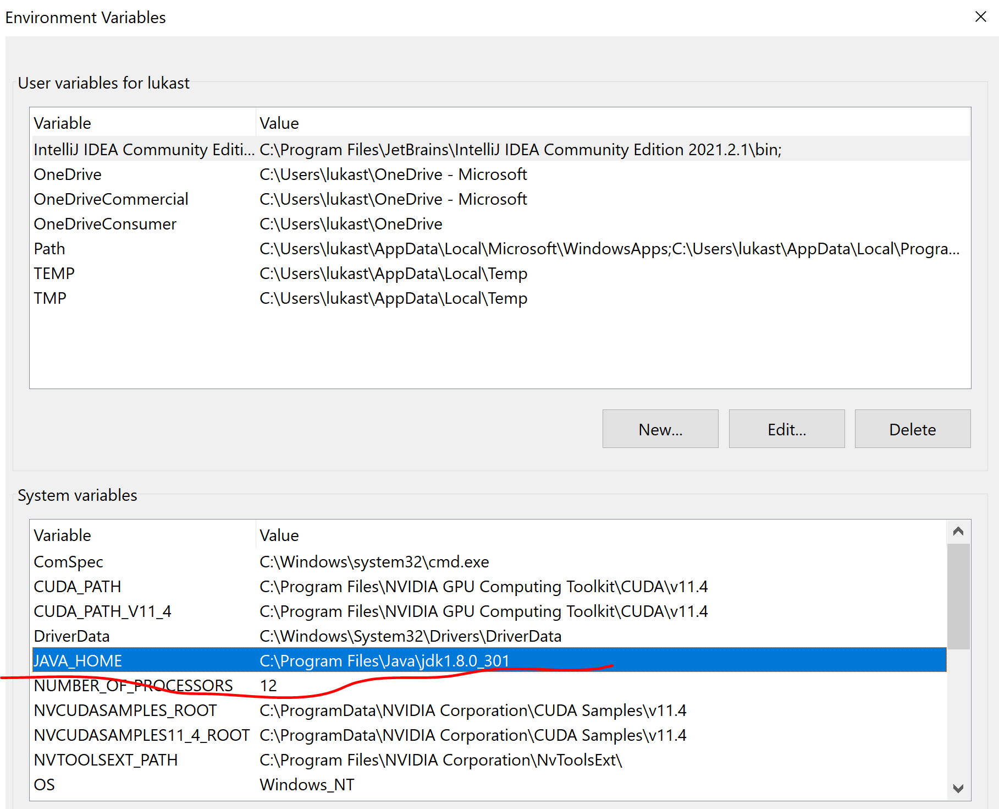 Environment Variables
User variables for lukast
Variable Value
IntelliJ IDEA Community Editi... C:\Program Files\JetBrains\IntelliJ IDEA Community Edition 2021.2.1\bin;
OneDrive C:\Users\lukast\OneDrive - Microsoft
OneDriveCommercial C:\Users\lukast\OneDrive - Microsoft
OneDriveConsumer C:\Users\lukast\OneDrive
Path C:\Users\lukast\AppData\Local\Microsoft\WindowsApps;C:\Users\lukast\AppData\Local\Progra...
TEMP C:\Users\lukast\AppData\Local\Temp
TMP C:\Users\lukast\AppData\Local\Temp
New... Edit... Delete
System variables
Variable Value
ComSpec C:\Windows\system32\cmd.exe
CUDA_PATH C:\Program Files\NVIDIA GPU Computing Toolkit\CUDA\v11.4
CUDA_PATH_V11_4 C:\Program Files\NVIDIA GPU Computing Toolkit\CUDA\v11.4
DriverData C:\Windows\System32\Drivers\DriverData
JAVA_HOME C:\Program Files\Java\jdk1.8.0_301
NUMBER_OF_PROCESSORS 12
NVCUDASAMPLES_ROOT C:\ProgramData\NVIDIA Corporation\CUDA Samples\v11.4
NVCUDASAMPLES11_4_ROOT C:\ProgramData\NVIDIA Corporation\CUDA Samples\v11.4
NVTOOLSEXT_PATH C:\Program Files\NVIDIA Corporation\NvToolsExt\
OS Windows_NT